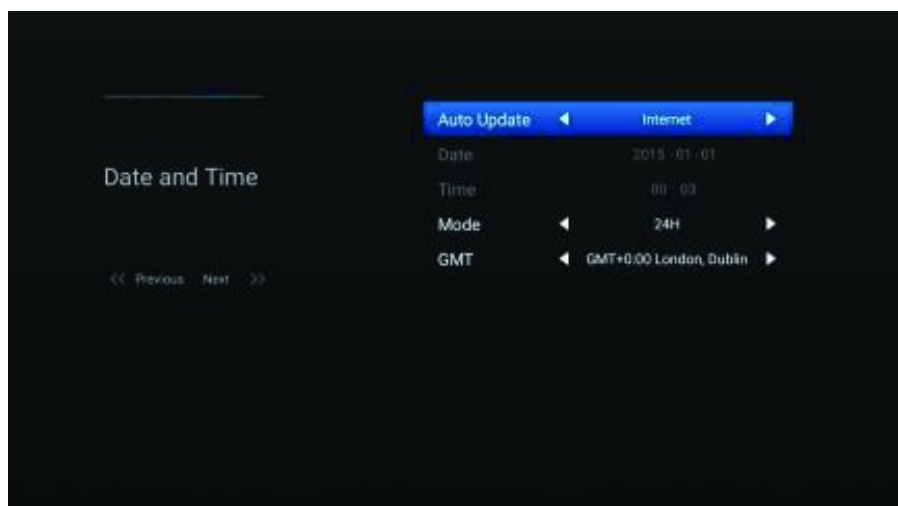 Date and Time
<< Previous Next >>
Auto Update Internet
Date 2015 - 01 - 01
Time 00 : 03
Mode 24H
GMT GMT+0:00 London, Dublin